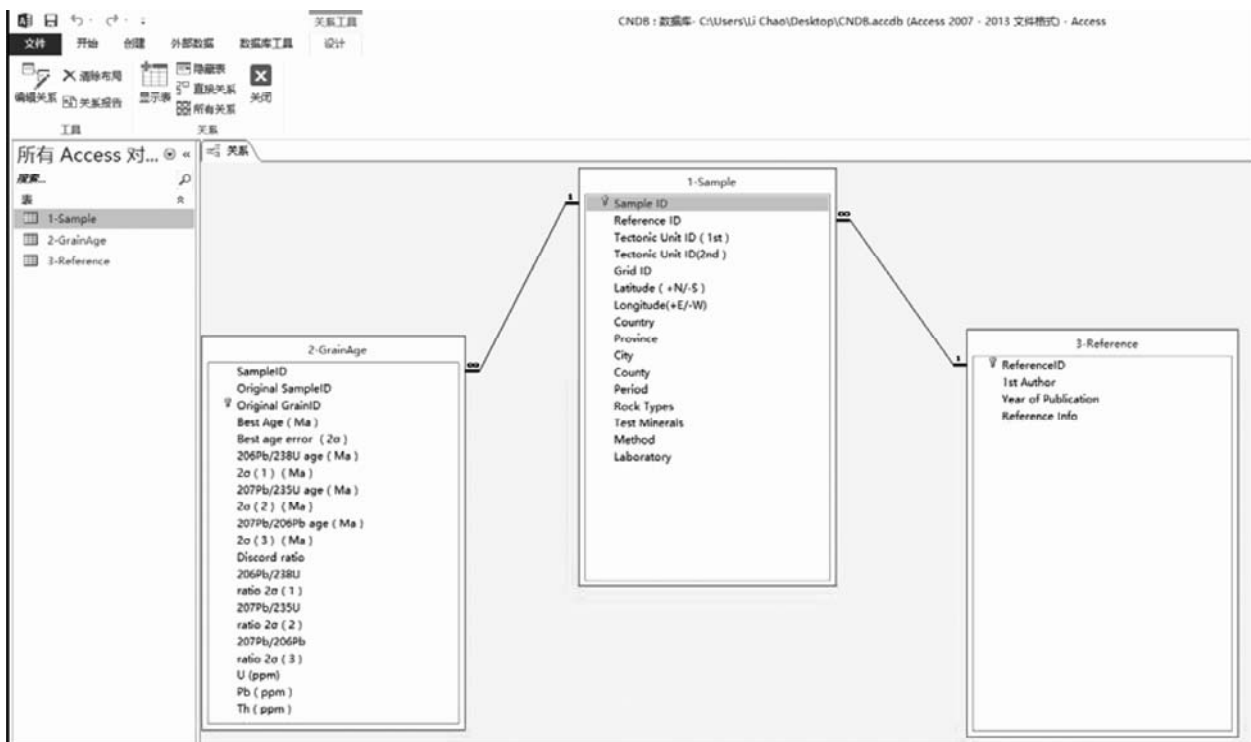 关系工具
CNDB : 数据库- C:\Users\Li Chao\Desktop\CNDB.accdb (Access 2007 - 2013 文件格式) - Access
文件 开始 创建 外部数据 数据库工具 设计
编辑关系
清除布局
关系报告
工具
显示表
隐藏表
直接关系
所有关系
关闭
关系
所有 Access 对...
搜索...
表
1-Sample
2-GrainAge
3-Reference
关系
1-Sample
Sample ID
Reference ID
Tectonic Unit ID ( 1st )
Tectonic Unit ID(2nd )
Grid ID
Latitude ( +N/-S )
Longitude(+E/-W)
Country
Province
City
County
Period
Rock Types
Test Minerals
Method
Laboratory
1
∞
∞
1
2-GrainAge
SampleID
Original SampleID
Original GrainID
Best Age ( Ma )
Best age error ( 2σ )
206Pb/238U age ( Ma )
2σ ( 1 ) ( Ma )
207Pb/235U age ( Ma )
2σ ( 2 ) ( Ma )
207Pb/206Pb age ( Ma )
2σ ( 3 ) ( Ma )
Discord ratio
206Pb/238U
ratio 2σ ( 1 )
207Pb/235U
ratio 2σ ( 2 )
207Pb/206Pb
ratio 2σ ( 3 )
U (ppm)
Pb ( ppm )
Th ( ppm )
3-Reference
ReferenceID
1st Author
Year of Publication
Reference Info